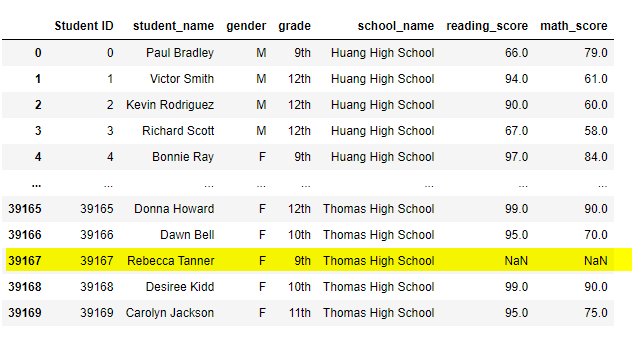 Student ID student_name gender grade school_name reading_score math_score
0 0 Paul Bradley M 9th Huang High School 66.0 79.0
1 1 Victor Smith M 12th Huang High School 94.0 61.0
2 2 Kevin Rodriguez M 12th Huang High School 90.0 60.0
3 3 Richard Scott M 12th Huang High School 67.0 58.0
4 4 Bonnie Ray F 9th Huang High School 97.0 84.0
... ... ... ... ... ... ... ...
39165 39165 Donna Howard F 12th Thomas High School 99.0 90.0
39166 39166 Dawn Bell F 10th Thomas High School 95.0 70.0
39167 39167 Rebecca Tanner F 9th Thomas High School NaN NaN
39168 39168 Desiree Kidd F 10th Thomas High School 99.0 90.0
39169 39169 Carolyn Jackson F 11th Thomas High School 95.0 75.0